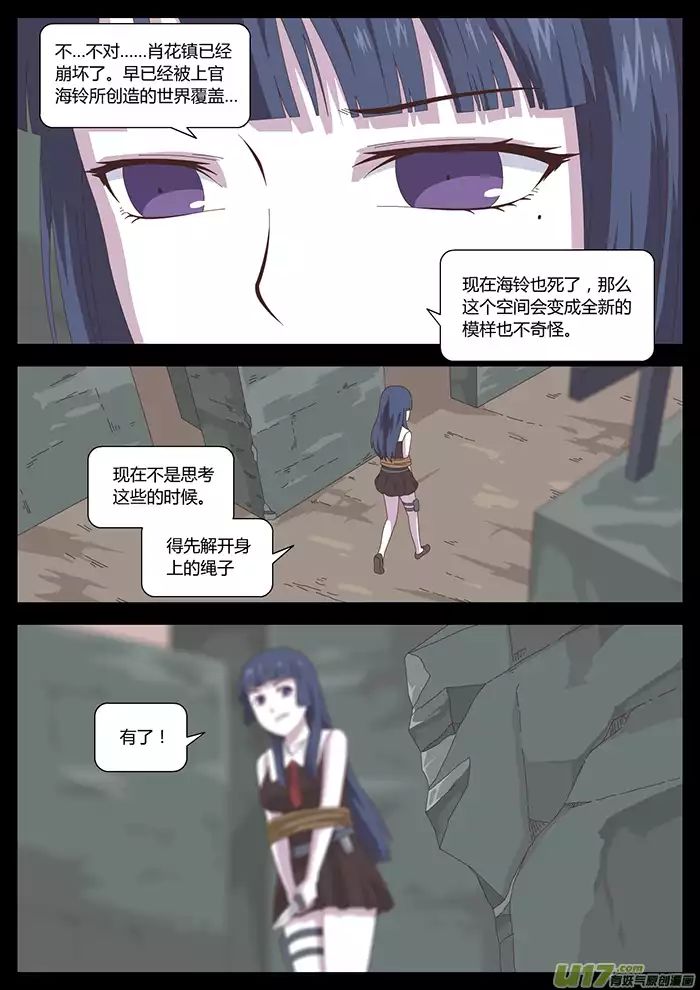 不…不对……肖花镇已经
崩坏了。早已经被上官
海铃所创造的世界覆盖…
现在海铃也死了，那么
这个空间会变成全新的
模样也不奇怪。
现在不是思考
这些的时候。
得先解开身
上的绳子
有了！
U17.com
有妖气原创漫画